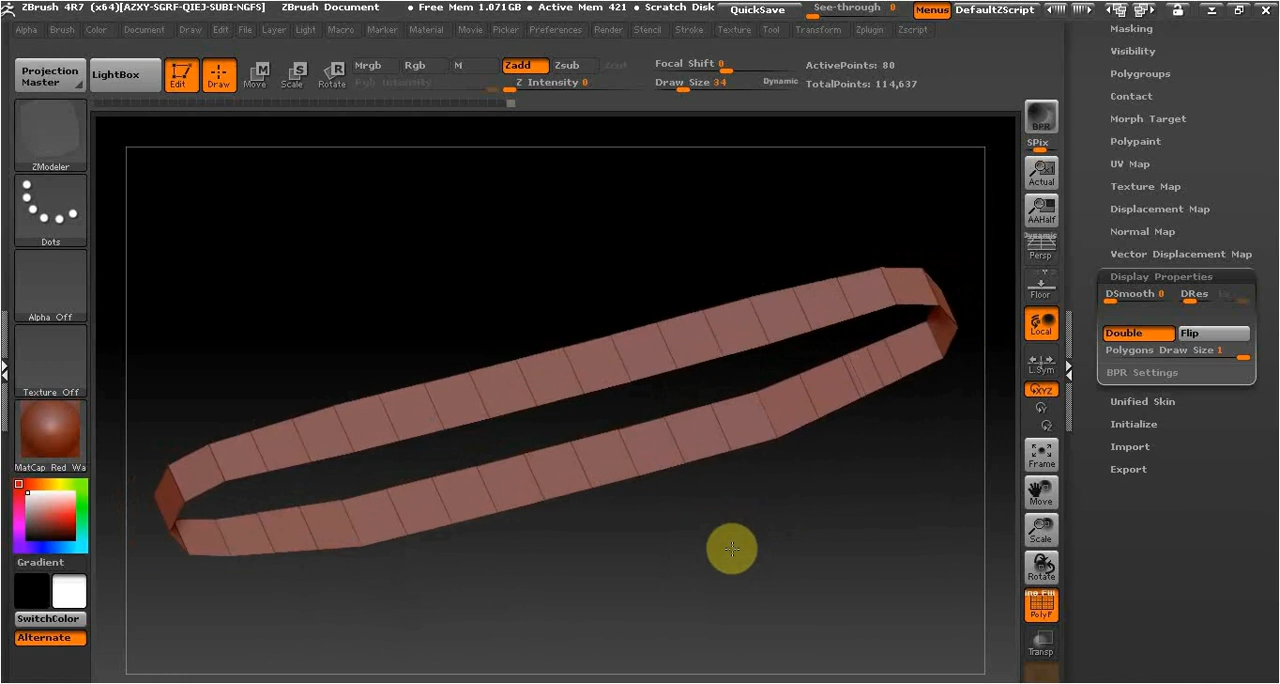 ZBrush 4R7 (x64)[AZXY-SGRF-QIEJ-SUBI-NGFS] ZBrush Document • Free Mem 1.071GB • Active Mem 421 • Scratch Disk QuickSave See-through 0 Menus DefaultZScript
Alpha Brush Color Document Draw Edit File Layer Light Macro Marker Material Movie Picker Preferences Render Stencil Stroke Texture Tool Transform Zplugin Zscript
Projection Master
LightBox
Edit Draw Move Scale Rotate
Mrgb Rgb M Zadd Zsub Zcut
Rgb Intensity Z Intensity 0
Focal Shift 0
Draw Size 34 Dynamic
ActivePoints: 80
TotalPoints: 114,637
ZModeler
Dots
Alpha Off
Texture Off
MatCap Red Wa
Gradient
SwitchColor
Alternate
BPR
SPix
Actual
AAHalf
Dynamic
Persp
Floor
Local
L.Sym
XYZ
Frame
Move
Scale
Rotate
PolyF
Transp
Masking
Visibility
Polygroups
Contact
Morph Target
Polypaint
UV Map
Texture Map
Displacement Map
Normal Map
Vector Displacement Map
Display Properties
DSmooth 0 DRes
Double Flip
Polygons Draw Size 1
BPR Settings
Unified Skin
Initialize
Import
Export